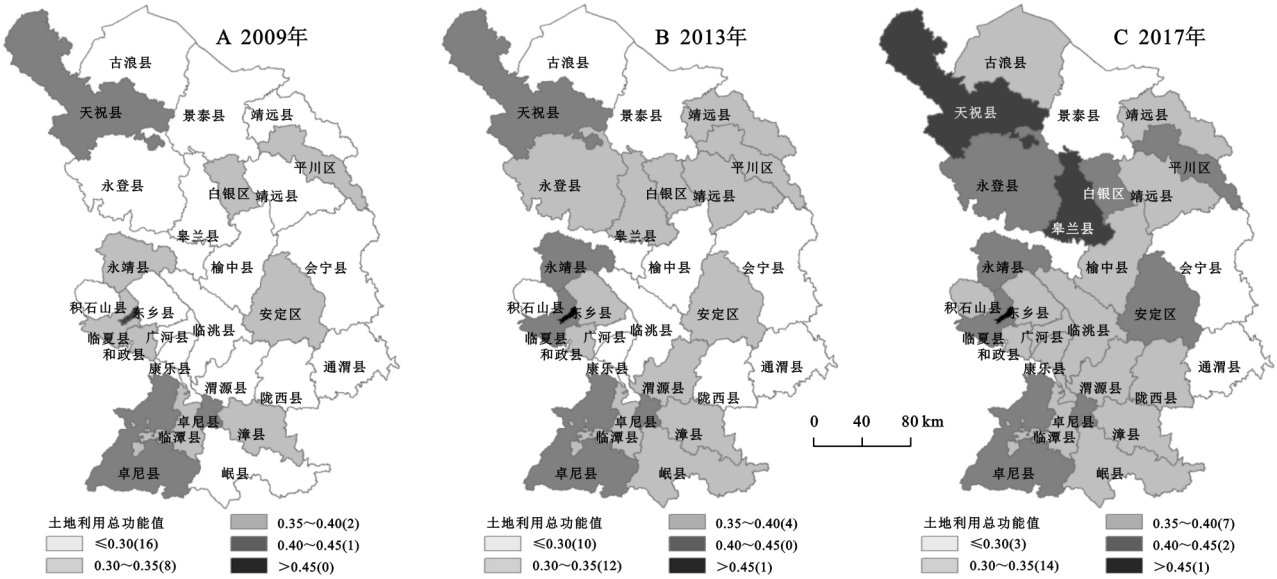 A 2009年
古浪县
天祝县
景泰县
靖远县
平川区
永登县
白银区
靖远县
皋兰县
永靖县
榆中县
会宁县
积石山县
东乡县
安定区
临夏县
广河县
临洮县
和政县
康乐县
通渭县
渭源县
陇西县
卓尼县
临潭县
漳县
卓尼县
岷县
土地利用总功能值
≤0.30(16)
0.30～0.35(8)
0.35～0.40(2)
0.40～0.45(1)
＞0.45(0)
B 2013年
古浪县
天祝县
景泰县
靖远县
平川区
永登县
白银区
靖远县
皋兰县
永靖县
榆中县
会宁县
积石山县
东乡县
安定区
临夏县
广河县
临洮县
和政县
康乐县
通渭县
渭源县
陇西县
卓尼县
临潭县
漳县
卓尼县
岷县
土地利用总功能值
≤0.30(10)
0.30～0.35(12)
0.35～0.40(4)
0.40～0.45(0)
＞0.45(1)
0 40 80 km
C 2017年
古浪县
天祝县
景泰县
靖远县
平川区
永登县
白银区
靖远县
皋兰县
永靖县
榆中县
会宁县
积石山县
东乡县
安定区
临夏县
广河县
临洮县
和政县
康乐县
通渭县
渭源县
陇西县
卓尼县
临潭县
漳县
卓尼县
岷县
土地利用总功能值
≤0.30(3)
0.30～0.35(14)
0.35～0.40(7)
0.40～0.45(2)
＞0.45(1)